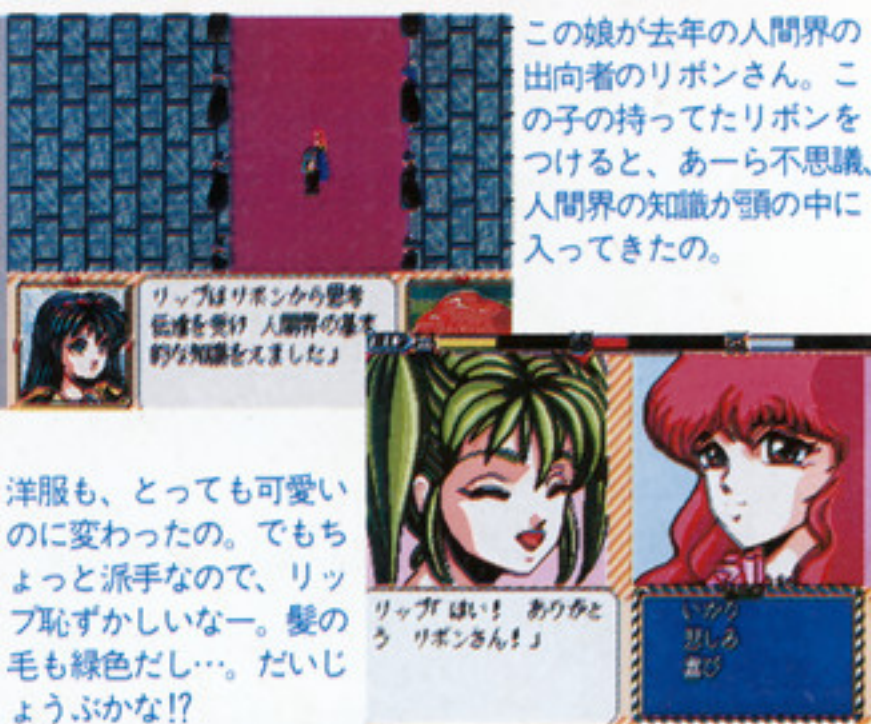 この娘が去年の人間界の
出向者のリボンさん。こ
の子の持ってたリボンを
つけると、あーら不思議、
人間界の知識が頭の中に
入ってきたの。
リップはリボンから思考
伝達を受け 人間界の基本
的な知識をえました」
洋服も、とっても可愛い
のに変わったの。でもち
ょっと派手なので、リッ
プ恥ずかしいなー。髪の
毛も緑色だし…。だいじ
ょうぶかな!?
リップ「はい! ありがと
う リボンさん!」
いかり
悲しみ
喜び